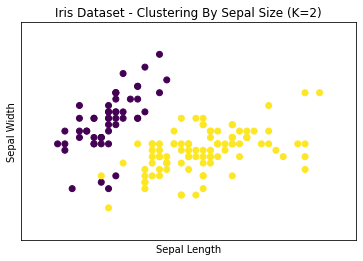 Iris Dataset - Clustering By Sepal Size (K=2)
Sepal Width
Sepal Length